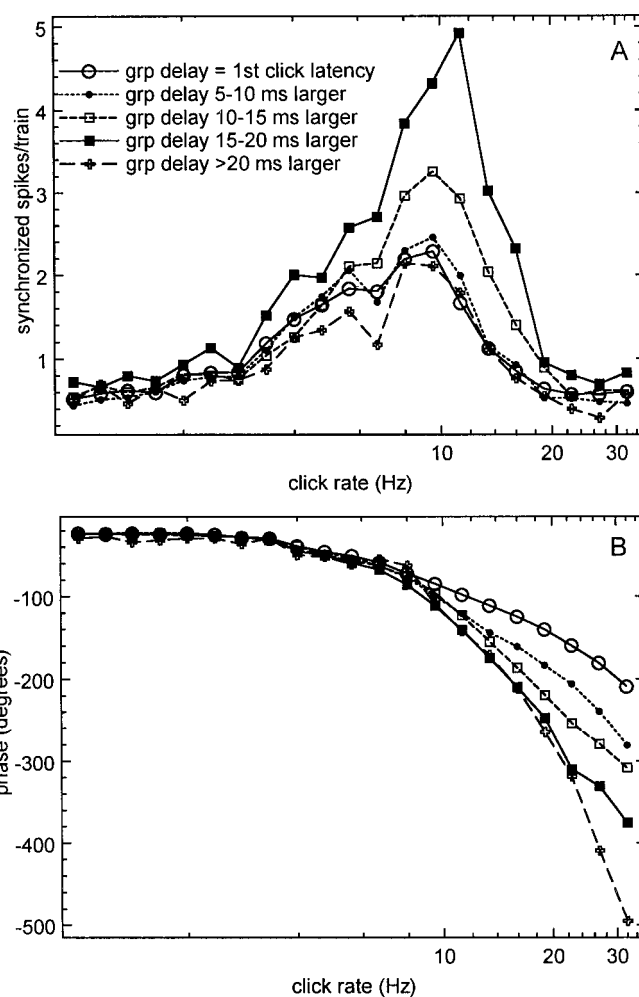 5
A
grp delay = 1st click latency
grp delay 5-10 ms larger
4
grp delay 10-15 ms larger
grp delay 15-20 ms larger
grp delay >20 ms larger
3
synchronized spikes/train
2
1
10
20
30
click rate (Hz)
B
-100
-200
phase (degrees)
-300
-400
-500
10
20
30
click rate (Hz)